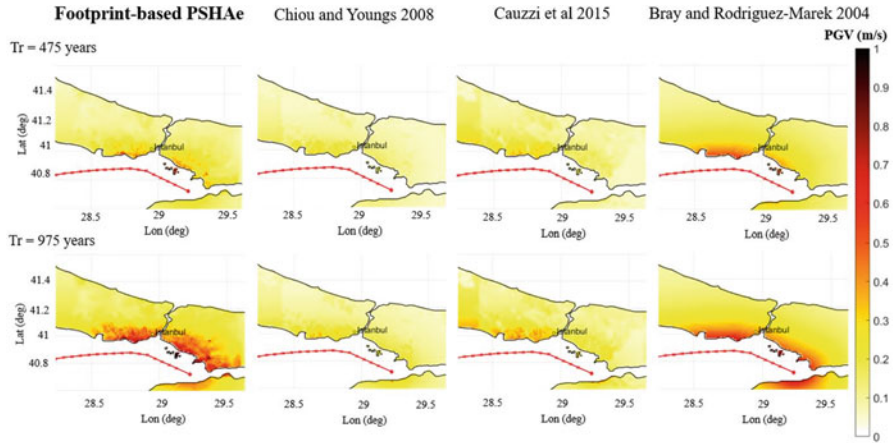 Footprint-based PSHAe Chiou and Youngs 2008 Cauzzi et al 2015 Bray and Rodriguez-Marek 2004
PGV (m/s)
Tr = 475 years
1
0.9
0.8
0.7
0.6
0.5
0.4
0.3
0.2
0.1
0
Lat (deg)
41.4
41.2
41
40.8
Istanbul Istanbul Istanbul Istanbul
28.5 29 29.5 28.5 29 29.5 28.5 29 29.5 28.5 29 29.5
Lon (deg) Lon (deg) Lon (deg) Lon (deg)
Tr = 975 years
Lat (deg)
41.4
41.2
41
40.8
Istanbul Istanbul Istanbul Istanbul
28.5 29 29.5 28.5 29 29.5 28.5 29 29.5 28.5 29 29.5
Lon (deg) Lon (deg) Lon (deg) Lon (deg)